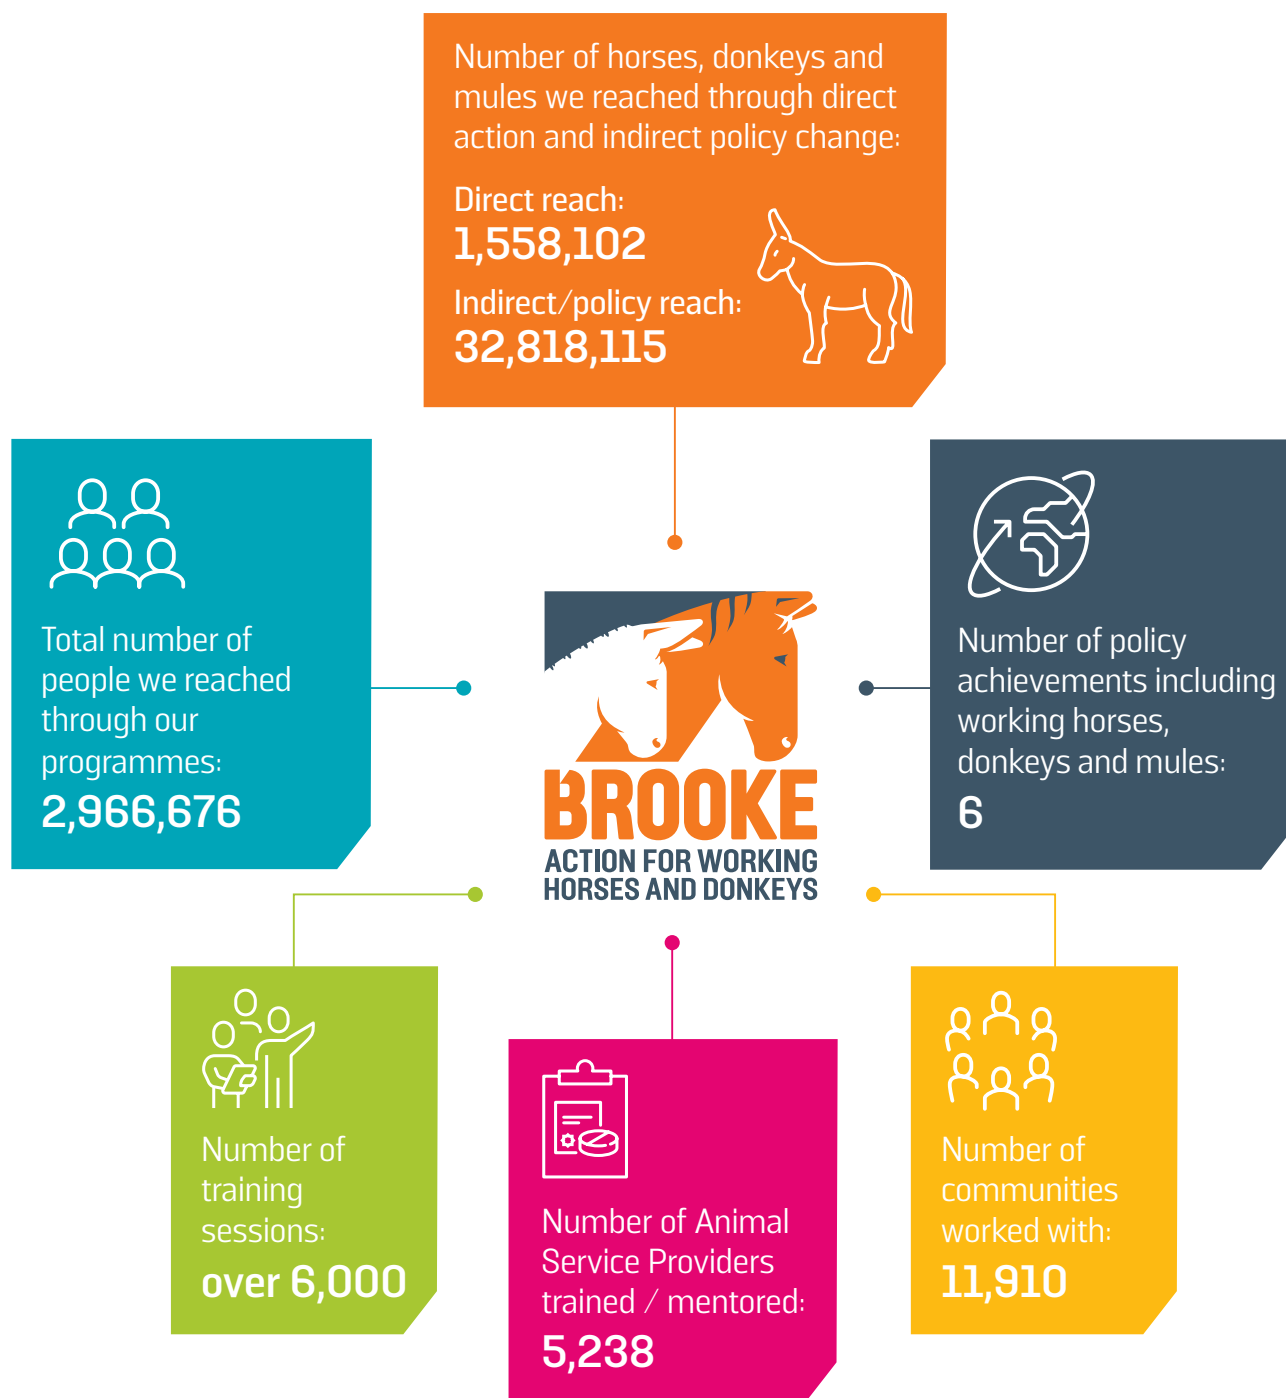 Number of horses, donkeys and
mules we reached through direct
action and indirect policy change:
Direct reach:
1,558,102
Indirect/policy reach:
32,818,115
Total number of
people we reached
through our
programmes:
2,966,676
Number of policy
achievements including
working horses,
donkeys and mules:
6
BROOKE
ACTION FOR WORKING
HORSES AND DONKEYS
Number of
training
sessions:
over 6,000
Number of Animal
Service Providers
trained / mentored:
5,238
Number of
communities
worked with:
11,910